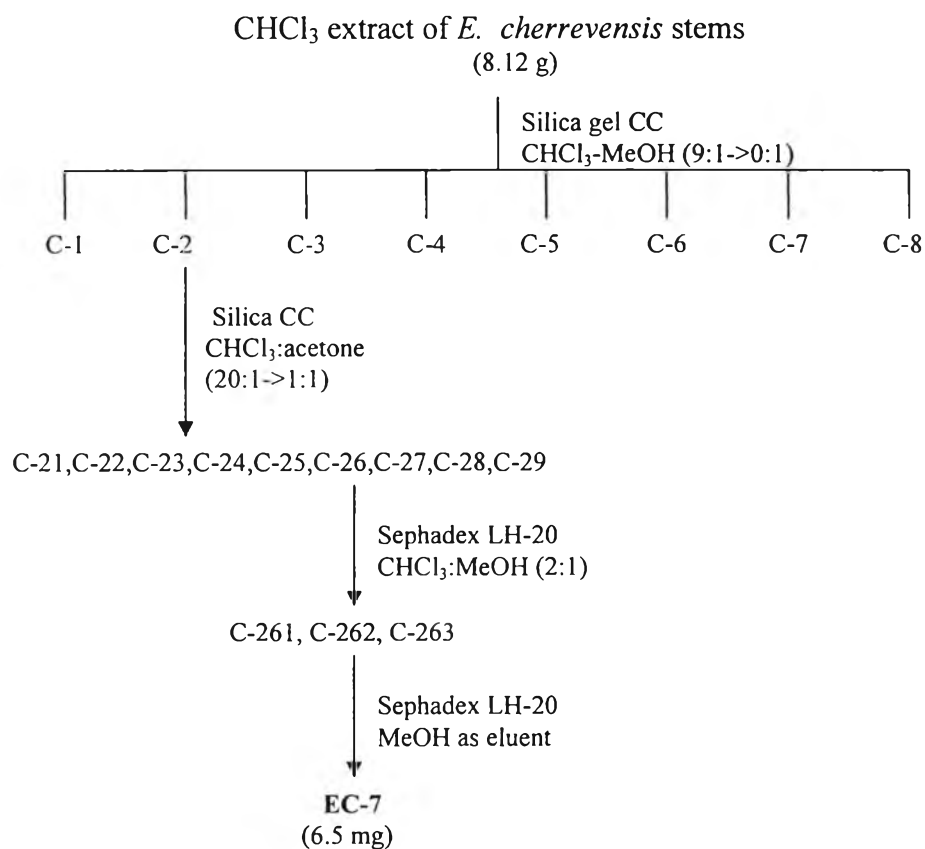 CHCl₃ extract of E. cherrevensis stems
(8.12 g)
Silica gel CC
CHCl₃-MeOH (9:1->0:1)
C-1 C-2 C-3 C-4 C-5 C-6 C-7 C-8
Silica CC
CHCl₃:acetone
(20:1->1:1)
C-21,C-22,C-23,C-24,C-25,C-26,C-27,C-28,C-29
Sephadex LH-20
CHCl₃:MeOH (2:1)
C-261, C-262, C-263
Sephadex LH-20
MeOH as eluent
EC-7
(6.5 mg)